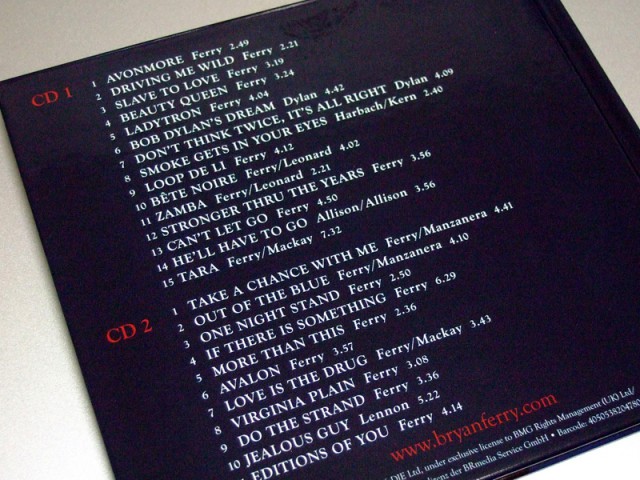 CD 1
1 AVONMORE Ferry 2.49
2 DRIVING ME WILD Ferry 2.21
3 SLAVE TO LOVE Ferry 3.19
4 BEAUTY QUEEN Ferry 3.24
5 LADYTRON Ferry 4.04
6 BOB DYLAN'S DREAM Dylan 4.42
7 DON'T THINK TWICE, IT'S ALL RIGHT Dylan 4.09
8 SMOKE GETS IN YOUR EYES Harbach/Kern 2.40
9 LOOP DE LI Ferry 4.12
10 BÊTE NOIRE Ferry/Leonard 4.02
11 ZAMBA Ferry/Leonard 2.21
12 STRONGER THRU THE YEARS Ferry 3.56
13 CAN'T LET GO Ferry 4.50
14 HE'LL HAVE TO GO Allison/Allison 3.56
15 TARA Ferry/Mackay 7.32
CD 2
1 TAKE A CHANCE WITH ME Ferry/Manzanera 4.41
2 OUT OF THE BLUE Ferry/Manzanera 4.10
3 ONE NIGHT STAND Ferry 2.50
4 IF THERE IS SOMETHING Ferry 6.29
5 MORE THAN THIS Ferry 2.36
6 AVALON Ferry 3.57
7 LOVE IS THE DRUG Ferry/Mackay 3.43
8 VIRGINIA PLAIN Ferry 3.08
9 DO THE STRAND Ferry 3.36
10 JEALOUS GUY Lennon 5.22
EDITIONS OF YOU Ferry 4.14
www.bryanferry.com
DIE Ltd, under exclusive license to BMG Rights Management (UK) Ltd/
der BRmedia Service GmbH • Barcode: 4050538204780